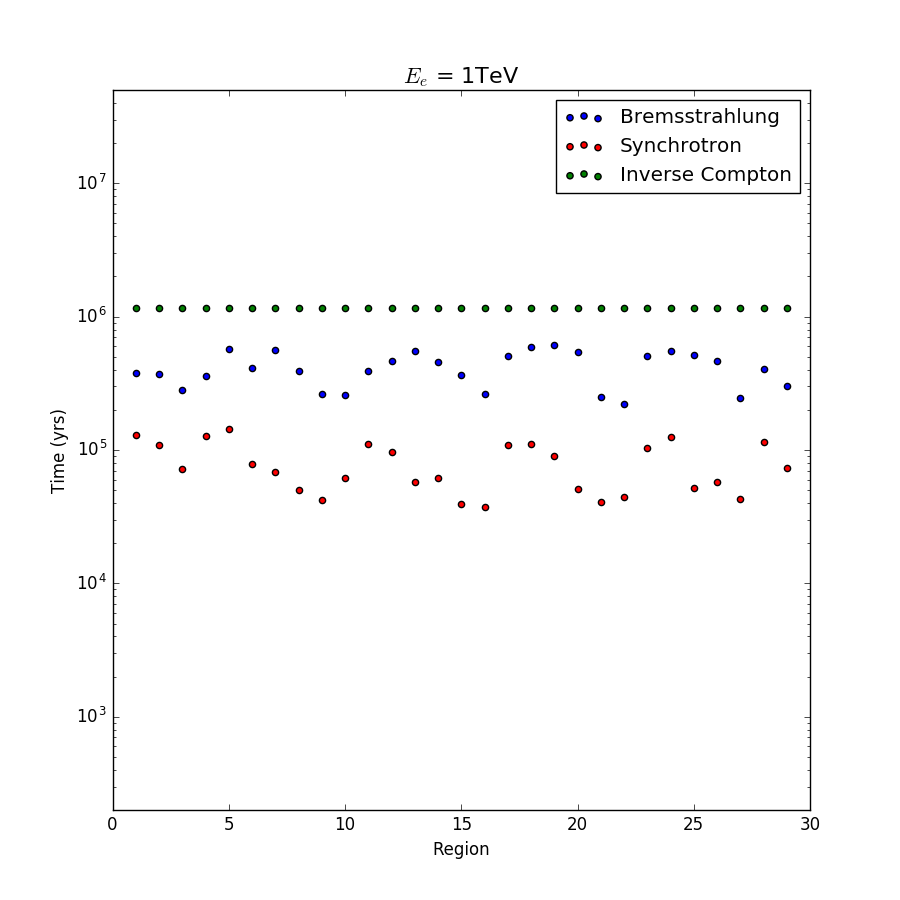 E_e = 1TeV
Bremsstrahlung
Synchrotron
Inverse Compton
10^7
10^6
10^5
10^4
10^3
Time (yrs)
0 5 10 15 20 25 30
Region